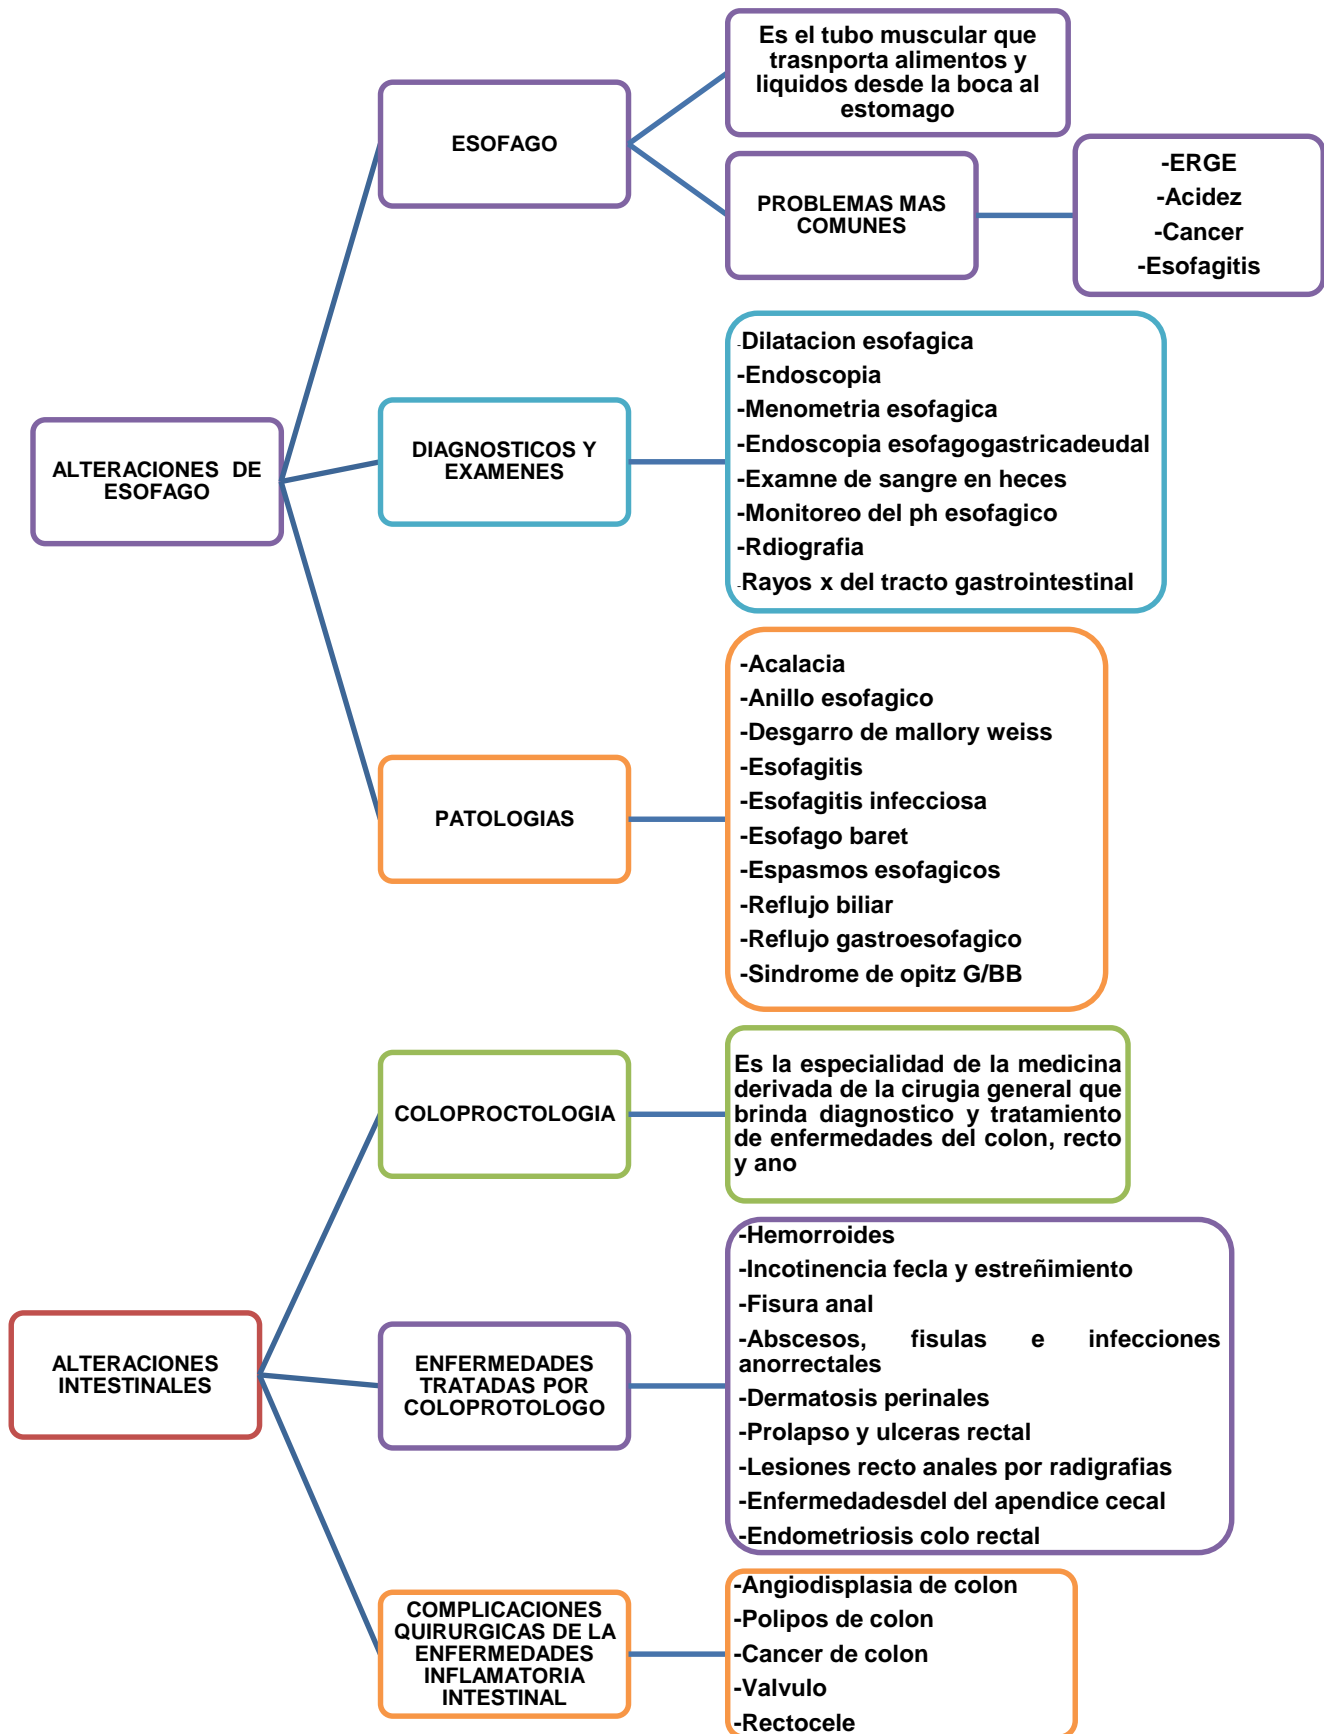 Es el tubo muscular que
trasnporta alimentos y
liquidos desde la boca al
estomago
ESOFAGO
PROBLEMAS MAS
COMUNES
-ERGE
-Acidez
-Cancer
-Esofagitis
ALTERACIONES DE
ESOFAGO
DIAGNOSTICOS Y
EXAMENES
-Dilatacion esofagica
-Endoscopia
-Menometria esofagica
-Endoscopia esofagogastricadeudal
-Examne de sangre en heces
-Monitoreo del ph esofagico
-Rdiografia
-Rayos x del tracto gastrointestinal
PATOLOGIAS
-Acalacia
-Anillo esofagico
-Desgarro de mallory weiss
-Esofagitis
-Esofagitis infecciosa
-Esofago baret
-Espasmos esofagicos
-Reflujo biliar
-Reflujo gastroesofagico
-Sindrome de opitz G/BB
COLOPROCTOLOGIA
Es la especialidad de la medicina
derivada de la cirugia general que
brinda diagnostico y tratamiento
de enfermedades del colon, recto
y ano
ALTERACIONES
INTESTINALES
ENFERMEDADES
TRATADAS POR
COLOPROTOLOGO
-Hemorroides
-Incotinencia fecla y estreñimiento
-Fisura anal
-Abscesos, fisulas e infecciones
anorrectales
-Dermatosis perinales
-Prolapso y ulceras rectal
-Lesiones recto anales por radigrafias
-Enfermedadesdel del apendice cecal
-Endometriosis colo rectal
COMPLICACIONES
QUIRURGICAS DE LA
ENFERMEDADES
INFLAMATORIA
INTESTINAL
-Angiodisplasia de colon
-Polipos de colon
-Cancer de colon
-Valvulo
-Rectocele